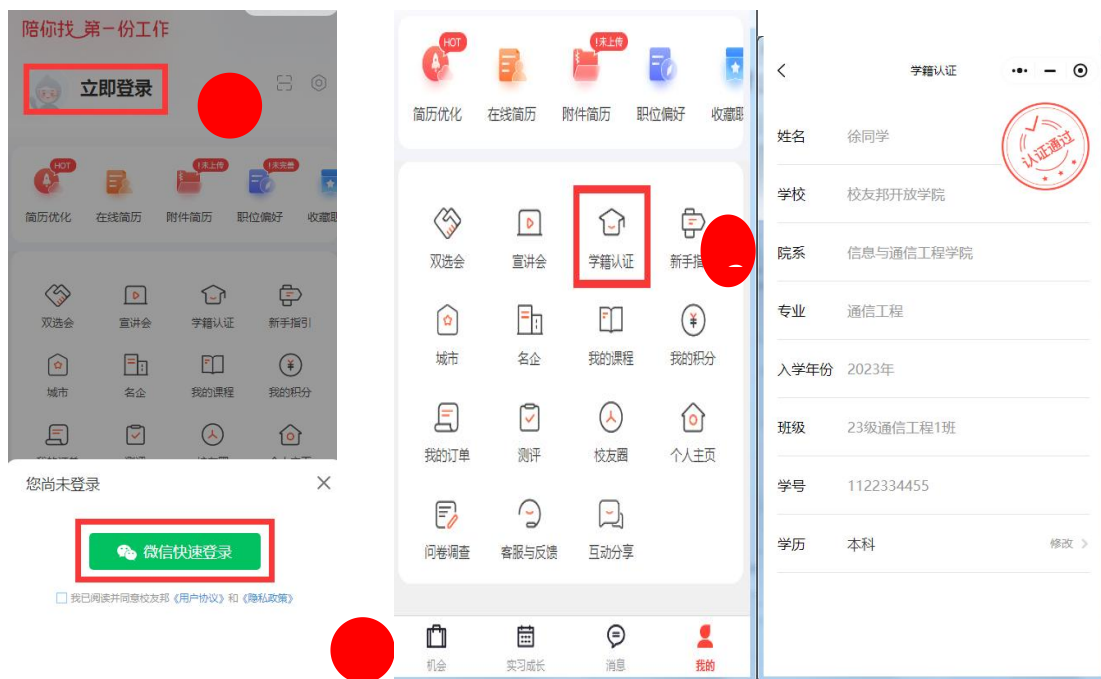 陪你找_第一份工作
立即登录
HOT
!未上传
!未完善
简历优化
在线简历
附件简历
职位偏好
双选会
宣讲会
学籍认证
新手指引
城市
名企
我的课程
我的积分
您尚未登录
微信快速登录
我已阅读并同意校友邦《用户协议》和《隐私政策》
HOT
!未上传
简历优化
在线简历
附件简历
职位偏好
双选会
宣讲会
学籍认证
新手指
城市
名企
我的课程
我的积分
我的订单
测评
校友圈
个人主页
问卷调查
客服与反馈
互动分享
机会
实习成长
消息
我的
学籍认证
认证通过
姓名 徐同学
学校 校友邦开放学院
院系 信息与通信工程学院
专业 通信工程
入学年份 2023年
班级 23级通信工程1班
学号 1122334455
学历 本科 修改